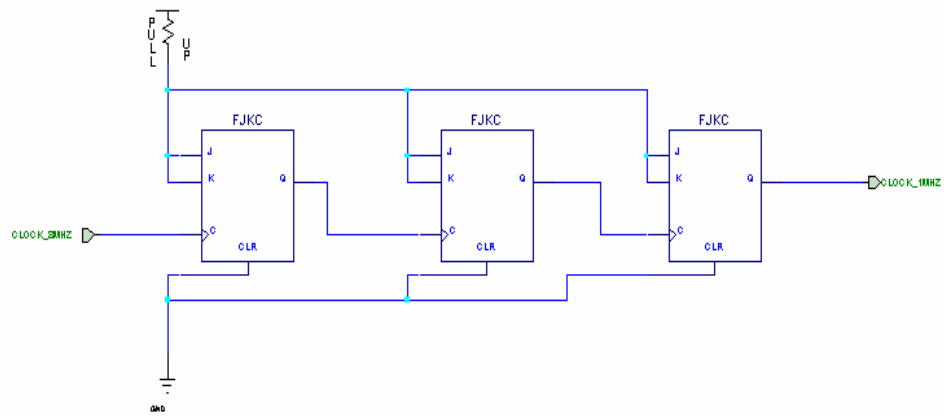 PULL
UP
FJKC
FJKC
FJKC
J
K
Q
C
CLR
J
K
Q
C
CLR
J
K
Q
C
CLR
CLOCK_8MHZ
CLOCK_1MHZ
GND